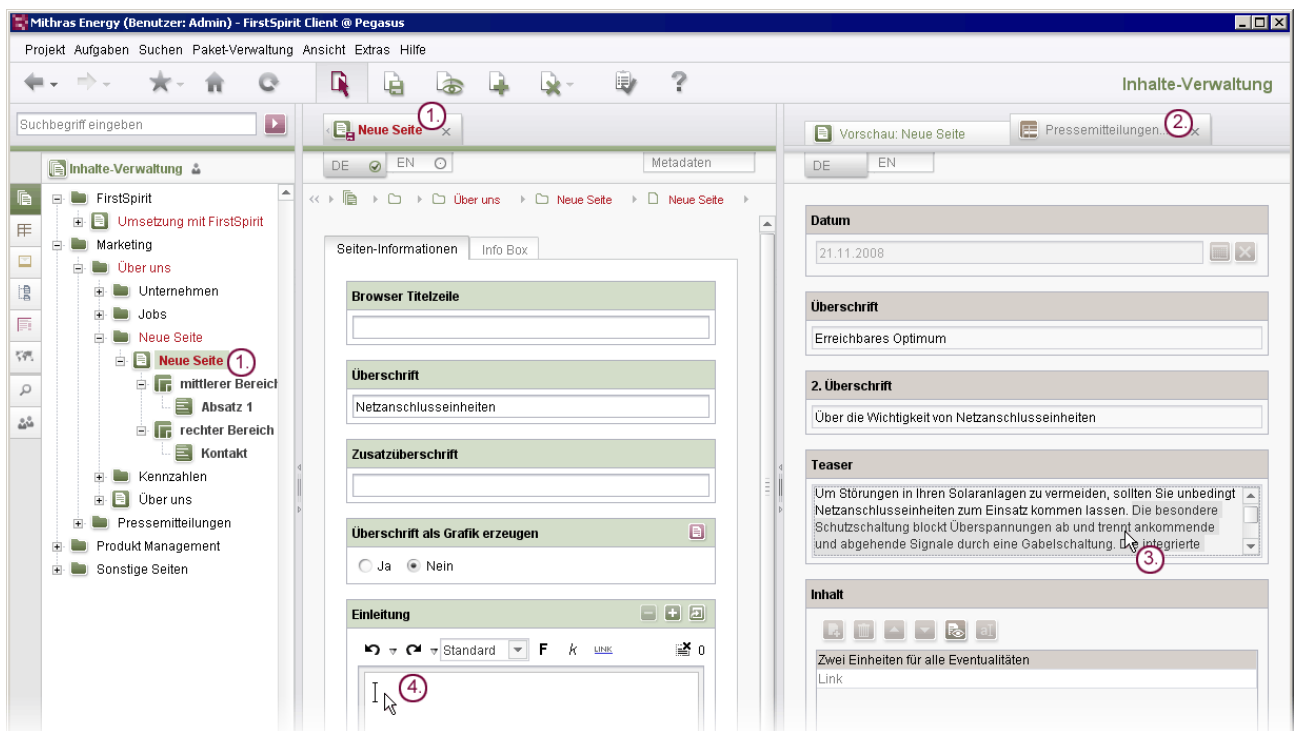 Mithras Energy (Benutzer: Admin) - FirstSpirit Client @ Pegasus
Projekt Aufgaben Suchen Paket-Verwaltung Ansicht Extras Hilfe
Inhalte-Verwaltung
Suchbegriff eingeben
Inhalte-Verwaltung
FirstSpirit
Umsetzung mit FirstSpirit
Marketing
Über uns
Unternehmen
Jobs
Neue Seite
Neue Seite 1.
mittlerer Bereich
Absatz 1
rechter Bereich
Kontakt
Kennzahlen
Über uns
Pressemitteilungen
Produkt Management
Sonstige Seiten
Neue Seite 1.
DE EN Metadaten
Über uns Neue Seite Neue Seite
Seiten-Informationen Info Box
Browser Titelzeile
Überschrift
Netzanschlusseinheiten
Zusatzüberschrift
Überschrift als Grafik erzeugen
Ja Nein
Einleitung
Standard F k LINK 0
4.
Vorschau: Neue Seite Pressemitteilungen... 2.
DE EN
Datum
21.11.2008
Überschrift
Erreichbares Optimum
2. Überschrift
Über die Wichtigkeit von Netzanschlusseinheiten
Teaser
Um Störungen in Ihren Solaranlagen zu vermeiden, sollten Sie unbedingt
Netzanschlusseinheiten zum Einsatz kommen lassen. Die besondere
Schutzschaltung blockt Überspannungen ab und trennt ankommende
und abgehende Signale durch eine Gabelschaltung. Die integrierte
3.
Inhalt
Zwei Einheiten für alle Eventualitäten
Link